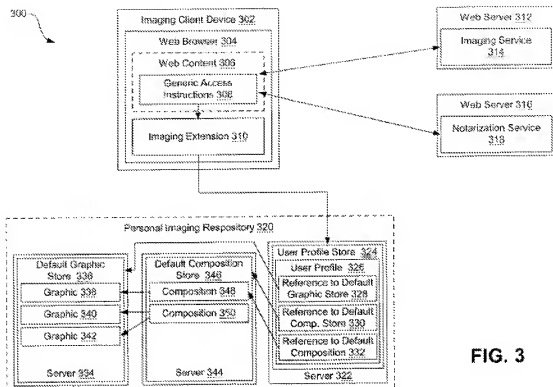 300
Imaging Client Device 302
Web Browser 304
Web Content 306
Generic Access
Instructions 308
Imaging Extension 310
Web Server 312
Imaging Service
314
Web Server 316
Notarization Service
318
Personal Imaging Respository 320
Default Graphic
Store 336
Graphic 338
Graphic 340
Graphic 342
Server 334
Default Composition
Store 346
Composition 348
Composition 350
Server 344
User Profile Store 324
User Profile 326
Reference to Default
Graphic Store 328
Reference to Default
Comp. Store 330
Reference to Default
Composition 332
Server 322
FIG. 3